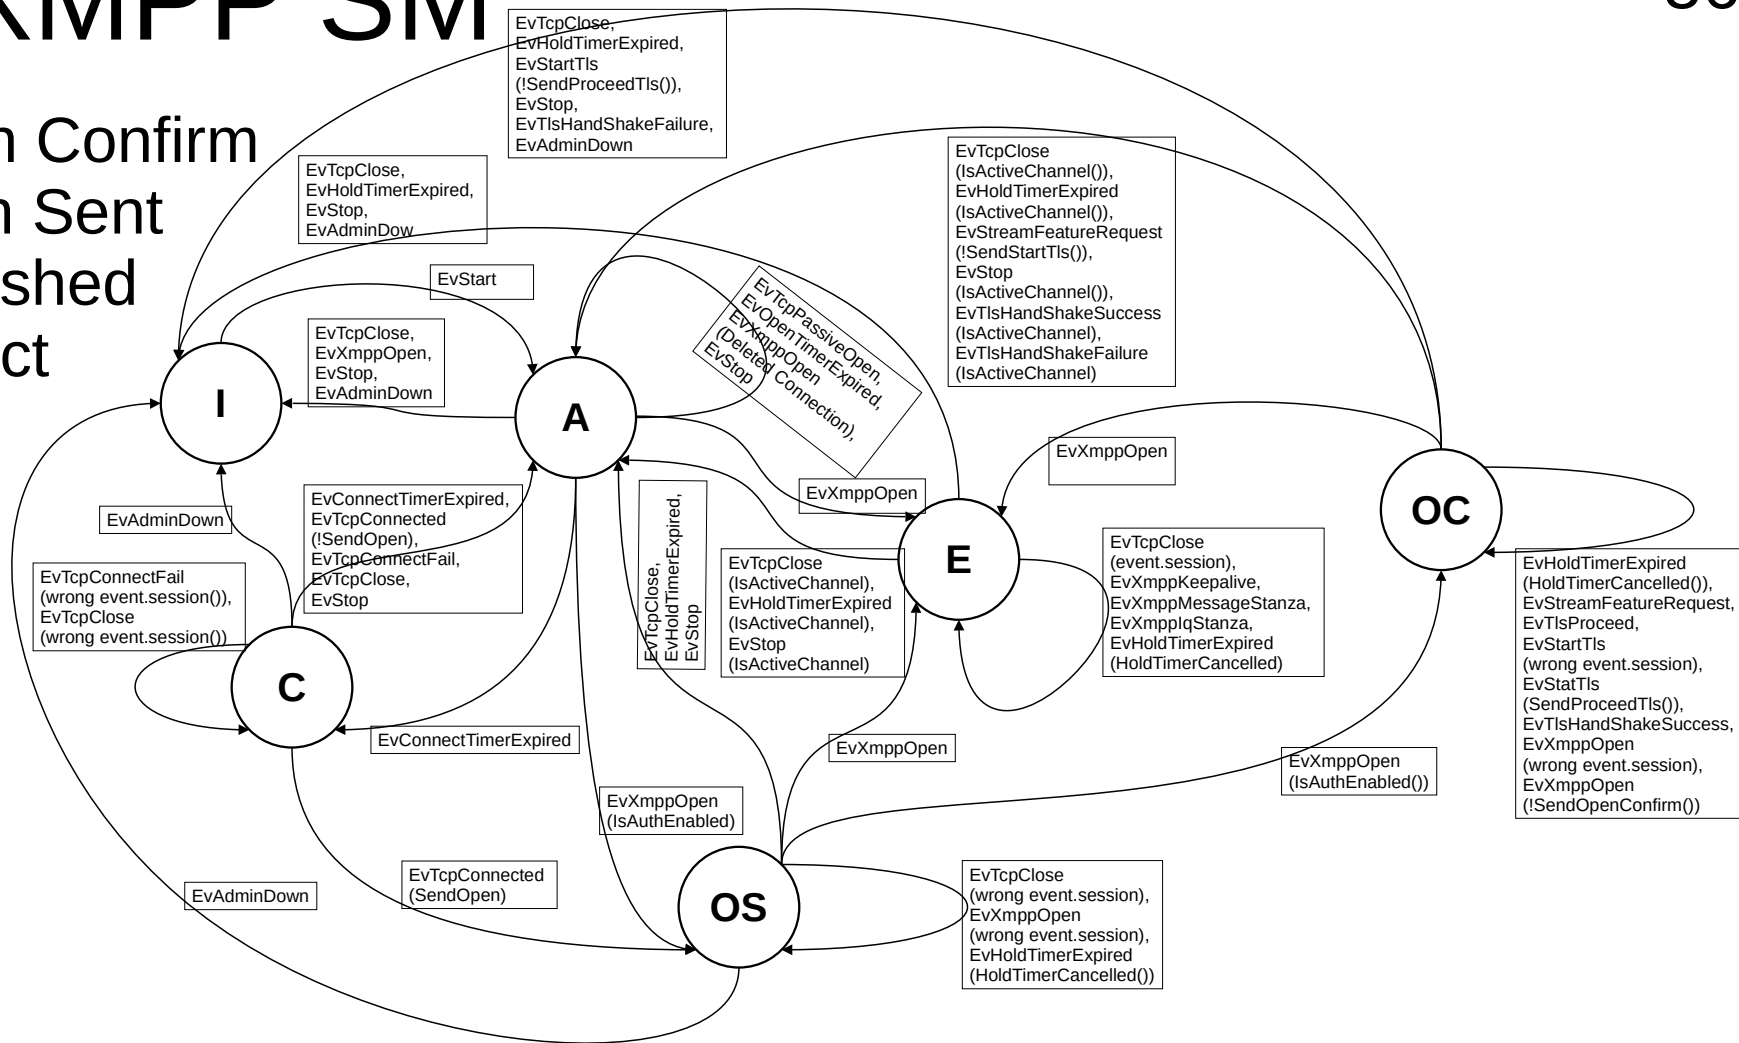 XMPP SM
Confirm
Sent
EvTcpClose,
EvHoldTimerExpired,
EvStartTls
(!SendProceedTls()),
EvStop,
EvTlsHandShakeFailure,
EvAdminDown
EvTcpClose,
EvHoldTimerExpired,
EvStop,
EvAdminDow
EvTcpClose
(IsActiveChannel()),
EvHoldTimerExpired
(IsActiveChannel()),
EvStreamFeatureRequest
(!SendStartTls()),
EvStop
(IsActiveChannel()),
EvTlsHandShakeSuccess
(IsActiveChannel),
EvTlsHandShakeFailure
(IsActiveChannel)
EvStart
EvTcpClose,
EvXmppOpen,
EvStop,
EvAdminDown
EvTcpPassiveOpen,
EvOpenTimerExpired,
EvXmppOpen
(Deleted Connection),
EvStop
I
A
EvXmppOpen
EvXmppOpen
OC
E
EvAdminDown
EvConnectTimerExpired,
EvTcpConnected
(!SendOpen),
EvTcpConnectFail,
EvTcpClose,
EvStop
EvTcpClose,
EvHoldTimerExpired,
EvStop
EvTcpClose
(IsActiveChannel),
EvHoldTimerExpired
(IsActiveChannel),
EvStop
(IsActiveChannel)
EvTcpClose
(event.session),
EvXmppKeepalive,
EvXmppMessageStanza,
EvXmppIqStanza,
EvHoldTimerExpired
(HoldTimerCancelled)
EvHoldTimerExpired
(HoldTimerCancelled()),
EvStreamFeatureRequest,
EvTlsProceed,
EvStartTls
(wrong event.session),
EvStatTls
(SendProceedTls()),
EvTlsHandShakeSuccess,
EvXmppOpen
(wrong event.session),
EvXmppOpen
(!SendOpenConfirm())
EvTcpConnectFail
(wrong event.session()),
EvTcpClose
(wrong event.session())
C
EvConnectTimerExpired
EvXmppOpen
EvXmppOpen
(IsAuthEnabled())
EvXmppOpen
(IsAuthEnabled)
EvAdminDown
EvTcpConnected
(SendOpen)
OS
EvTcpClose
(wrong event.session),
EvXmppOpen
(wrong event.session),
EvHoldTimerExpired
(HoldTimerCancelled())